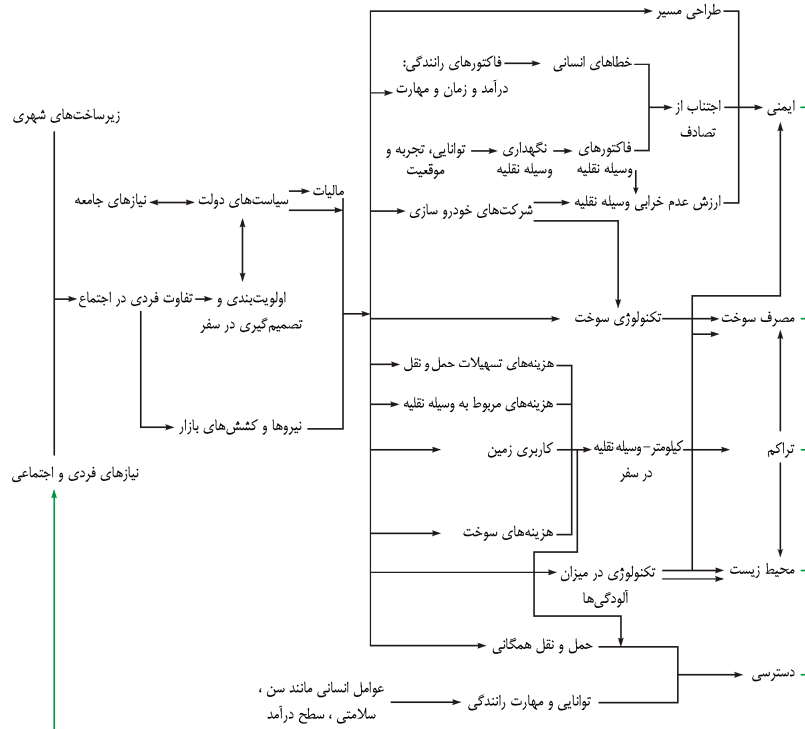 طراحی مسیر
فاکتورهای رانندگی:
درآمد و زمان و مهارت
خطاهای انسانی
اجتناب از
تصادف
ایمنی
زیرساخت‌های شهری
توانایی، تجربه و
موقعیت
نگهداری
وسیله نقلیه
فاکتورهای
وسیله نقلیه
نیازهای جامعه
سیاست‌های دولت
مالیات
شرکت‌های خودرو سازی
ارزش عدم خرابی وسیله نقلیه
تفاوت فردی در اجتماع
اولویت‌بندی و
تصمیم‌گیری در سفر
تکنولوژی سوخت
مصرف سوخت
هزینه‌های تسهیلات حمل و نقل
هزینه‌های مربوط به وسیله نقلیه
نیروها و کشش‌های بازار
کاربری زمین
کیلومتر-وسیله نقلیه
در سفر
تراکم
نیازهای فردی و اجتماعی
هزینه‌های سوخت
تکنولوژی در میزان
آلودگی‌ها
محیط زیست
حمل و نقل همگانی
دسترسی
عوامل انسانی مانند سن ،
سلامتی ، سطح درآمد
توانایی و مهارت رانندگی